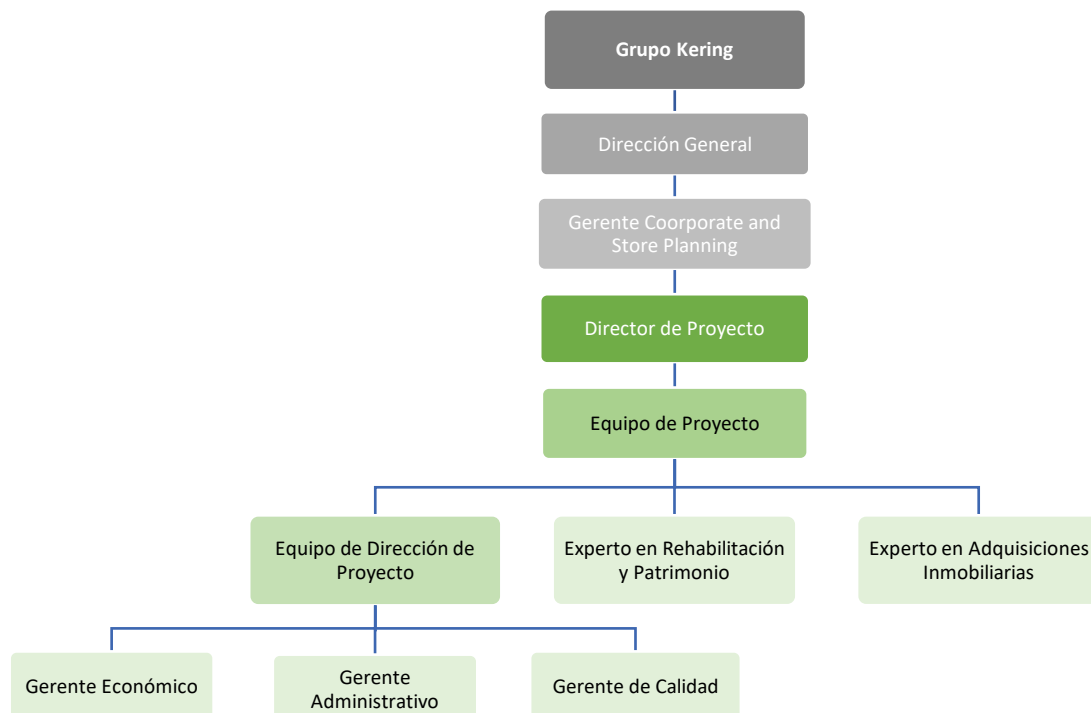 Grupo Kering
Dirección General
Gerente Coorporate and
Store Planning
Director de Proyecto
Equipo de Proyecto
Equipo de Dirección de
Proyecto
Experto en Rehabilitación
y Patrimonio
Experto en Adquisiciones
Inmobiliarias
Gerente Económico
Gerente
Administrativo
Gerente de Calidad